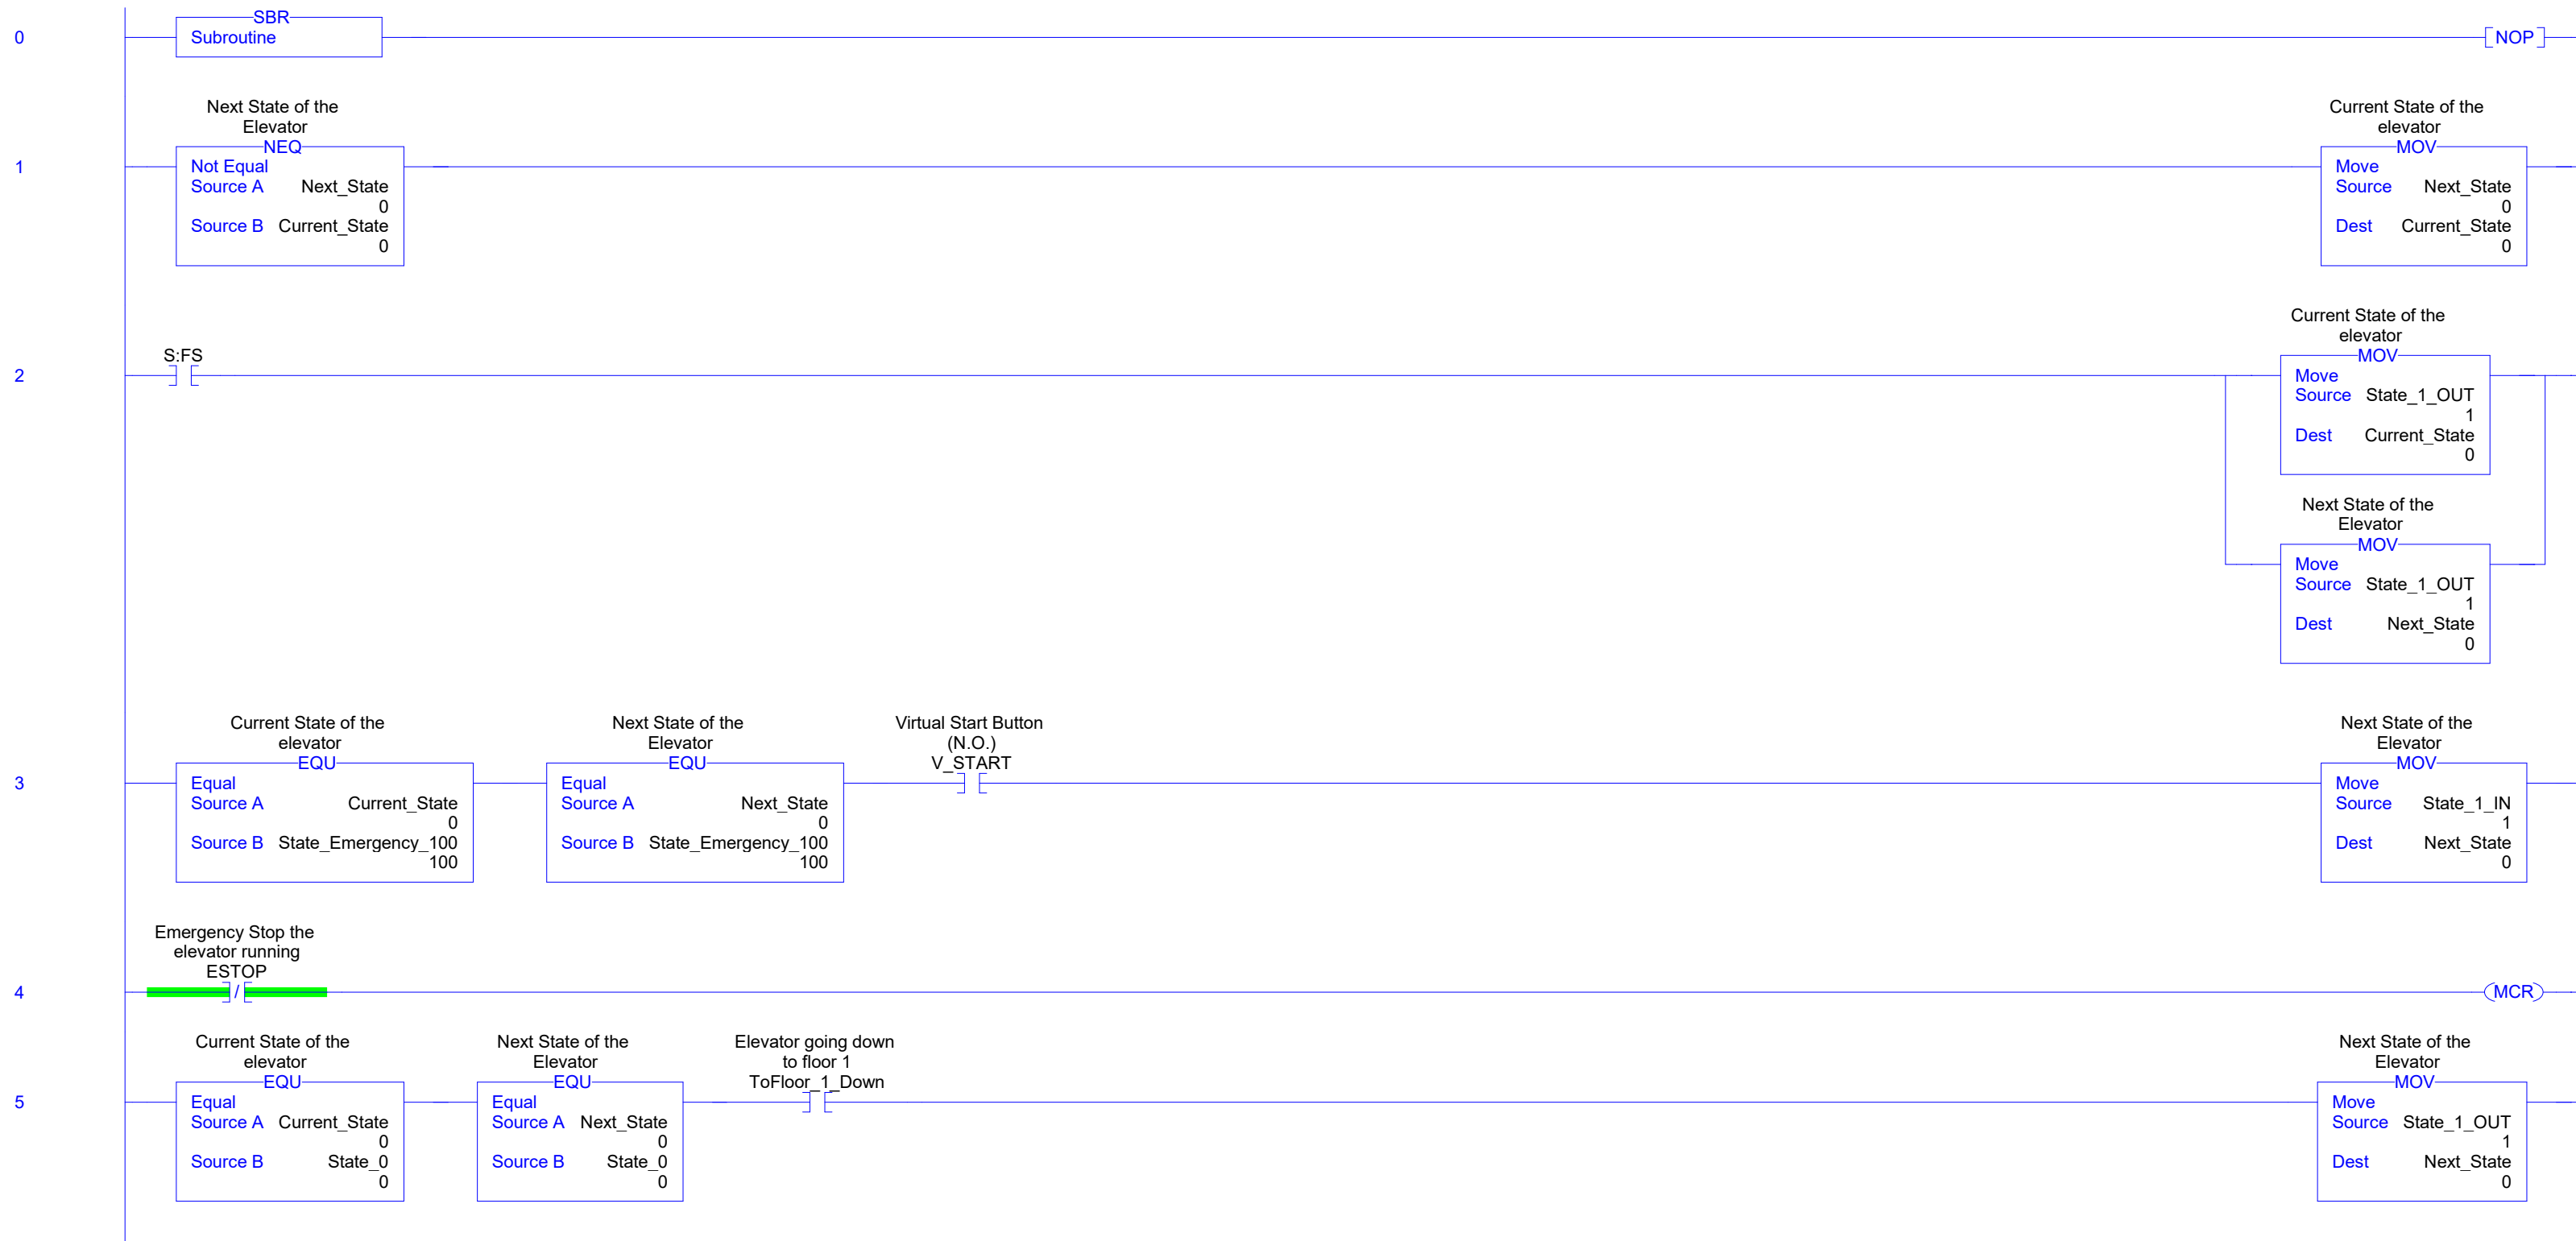 SBR
0 Subroutine [NOP]
Next State of the
Elevator
Current State of the
elevator
NEQ MOV
1 Not Equal Move
Source A Next_State Source Next_State
0 0
Source B Current_State Dest Current_State
0 0
Current State of the
elevator
S:FS MOV
2 Move
Source State_1_OUT
1
Dest Current_State
0
Next State of the
Elevator
MOV
Move
Source State_1_OUT
1
Dest Next_State
0
Current State of the
elevator
Next State of the
Elevator
Virtual Start Button
(N.O.)
V_START
Next State of the
Elevator
EQU EQU MOV
3 Equal Equal Move
Source A Current_State Source A Next_State Source State_1_IN
0 0 1
Source B State_Emergency_100 Source B State_Emergency_100 Dest Next_State
100 100 0
Emergency Stop the
elevator running
ESTOP
4 / MCR
Current State of the
elevator
Next State of the
Elevator
Elevator going down
to floor 1
ToFloor_1_Down
Next State of the
Elevator
EQU EQU MOV
5 Equal Equal Move
Source A Current_State Source A Next_State Source State_1_OUT
0 0 1
Source B State_0 Source B State_0 Dest Next_State
0 0 0